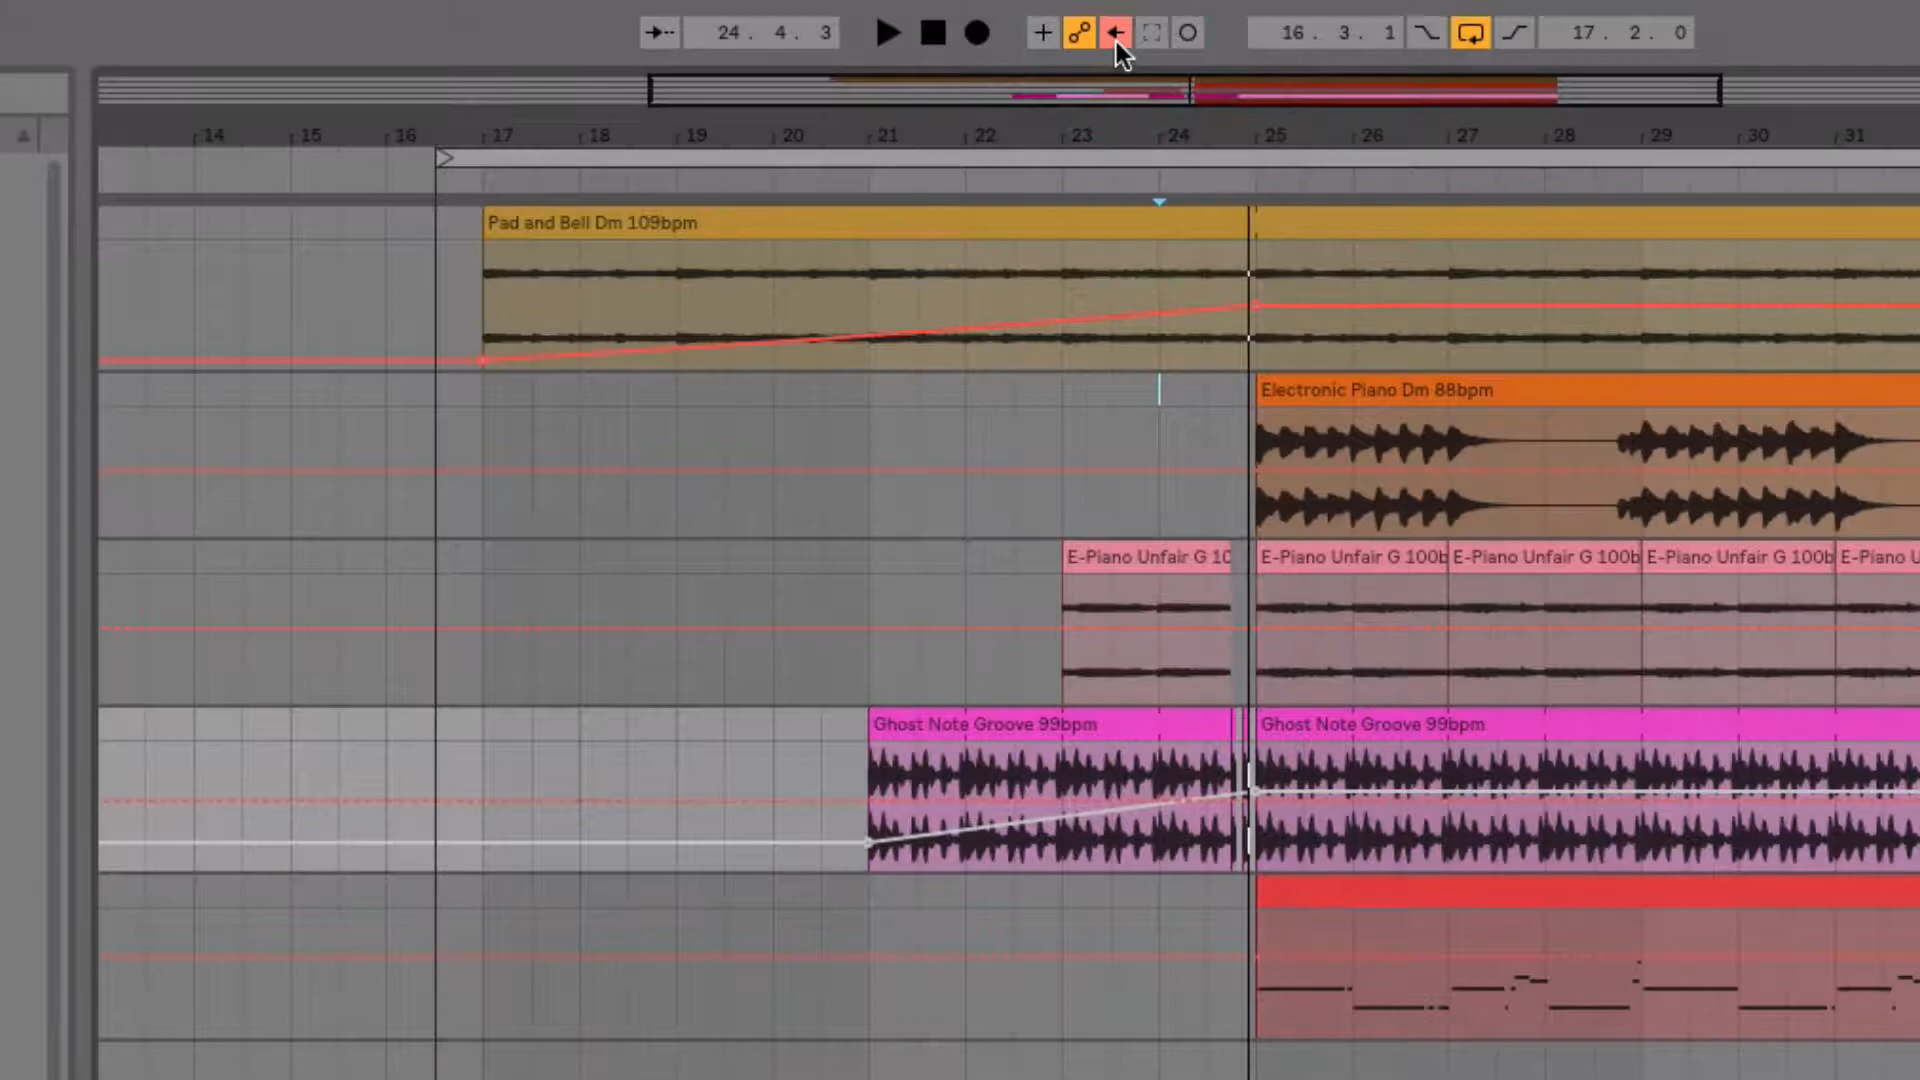 24. 4. 3
16. 3. 1
17. 2. 0
14 15 16 17 18 19 20 21 22 23 24 25 26 27 28 29 30 31
Pad and Bell Dm 109bpm
Electronic Piano Dm 88bpm
E-Piano Unfair G 10
E-Piano Unfair G 100b
E-Piano Unfair G 100b
E-Piano Unfair G 100b
E-Piano U
Ghost Note Groove 99bpm
Ghost Note Groove 99bpm